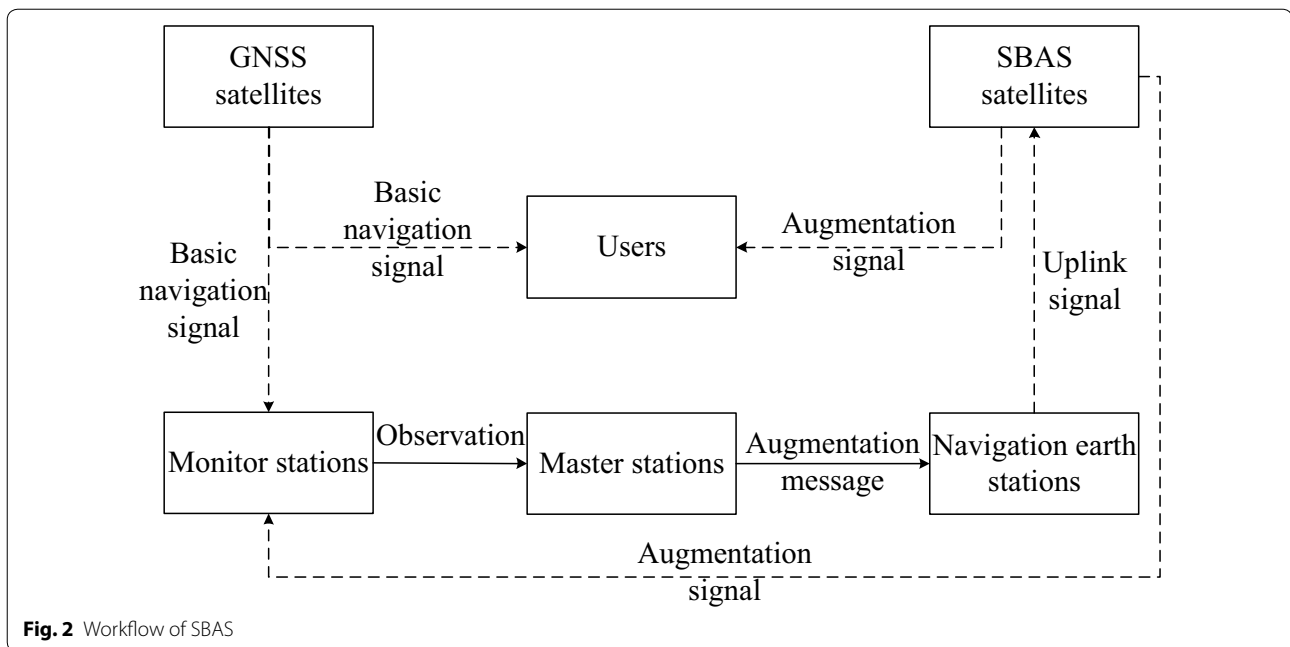 GNSS
satellites
SBAS
satellites
Basic
navigation
signal
Basic
navigation
signal
Users
Augmentation
signal
Uplink
signal
Monitor stations
Observation
Master stations
Augmentation
message
Navigation earth
stations
Augmentation
signal
Fig. 2 Workflow of SBAS